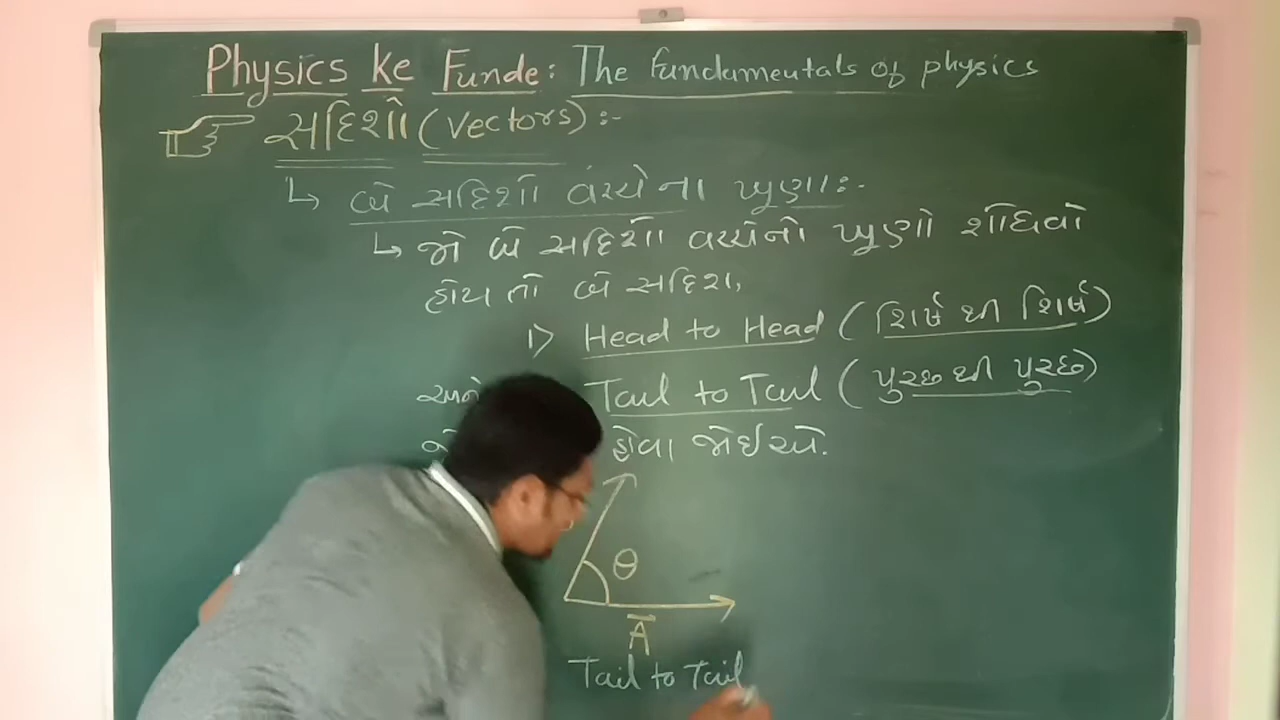 Physics ke Funde: The fundamentals of physics
સદિશો (Vectors) :-
↳ બે સદિશો વચ્ચેના ખુણા:-
↳ જો બે સદિશો વચ્ચેનો ખુણો શોધવો
હોય તો બે સદિશ,
1) Head to Head (શિર્ષ થી શિર્ષ)
અને Tail to Tail (પુચ્છ થી પુચ્છ)
હોવા જોઈએ.
θ
A̅
Tail to Tail